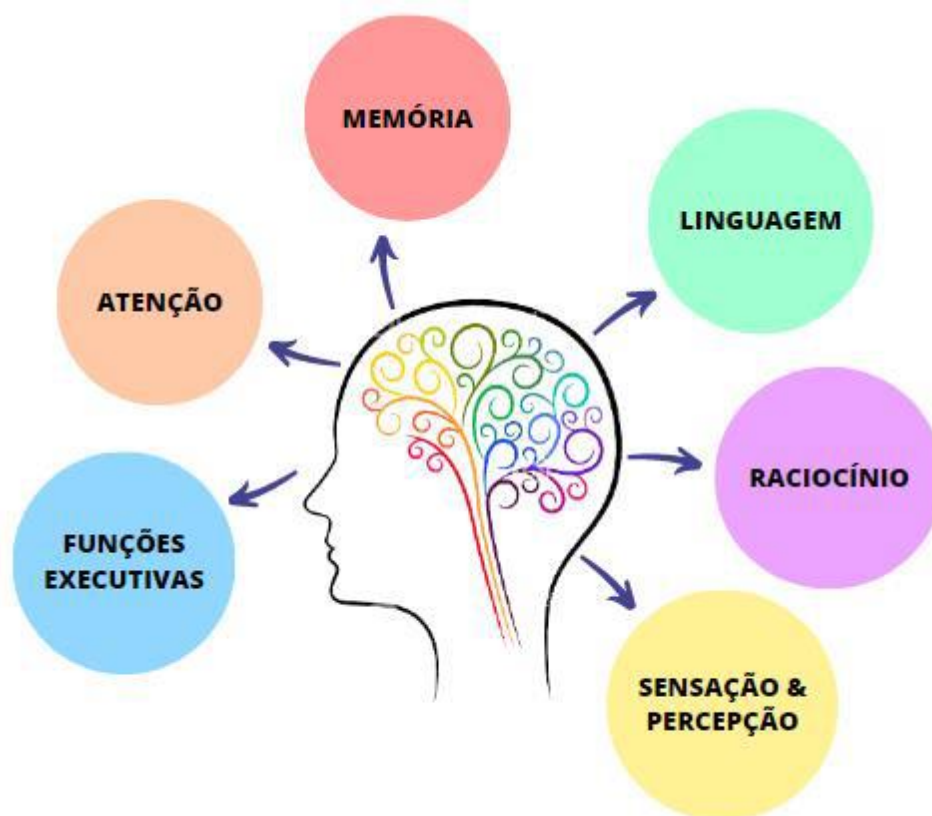 MEMÓRIA
LINGUAGEM
ATENÇÃO
RACIOCÍNIO
FUNÇÕES
EXECUTIVAS
SENSAÇÃO &
PERCEPÇÃO